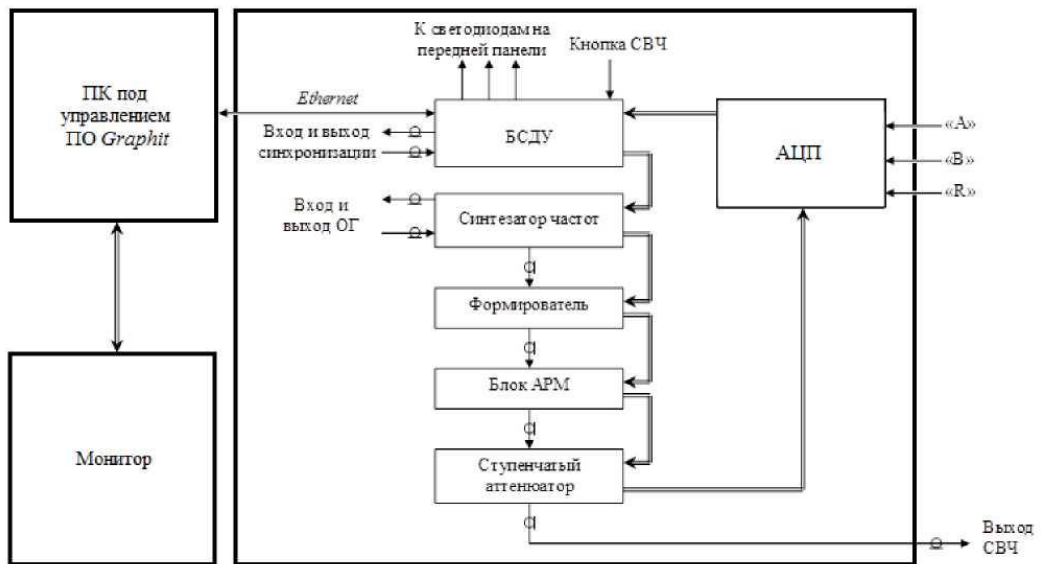 К светодиодам на
передней панели
Кнопка СВЧ
ПК под
управлением
ПО Graphit
Ethernet
Вход и выход
синхронизации
БСДУ
АЦП
«А»
«В»
«R»
Вход и
выход ОГ
Синтезатор частот
Формирователь
Блок АРМ
Монитор
Ступенчатый
аттенюатор
Выход
СВЧ